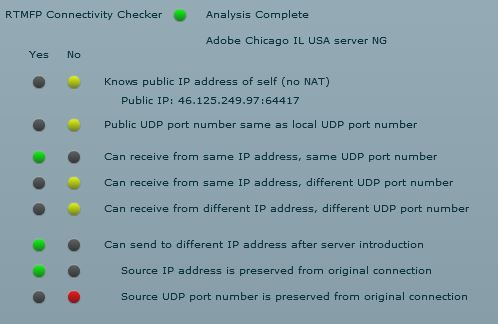 RTMFP Connectivity Checker Analysis Complete
Adobe Chicago IL USA server NG
Yes No
Knows public IP address of self (no NAT)
Public IP: 46.125.249.97:64417
Public UDP port number same as local UDP port number
Can receive from same IP address, same UDP port number
Can receive from same IP address, different UDP port number
Can receive from different IP address, different UDP port number
Can send to different IP address after server introduction
Source IP address is preserved from original connection
Source UDP port number is preserved from original connection